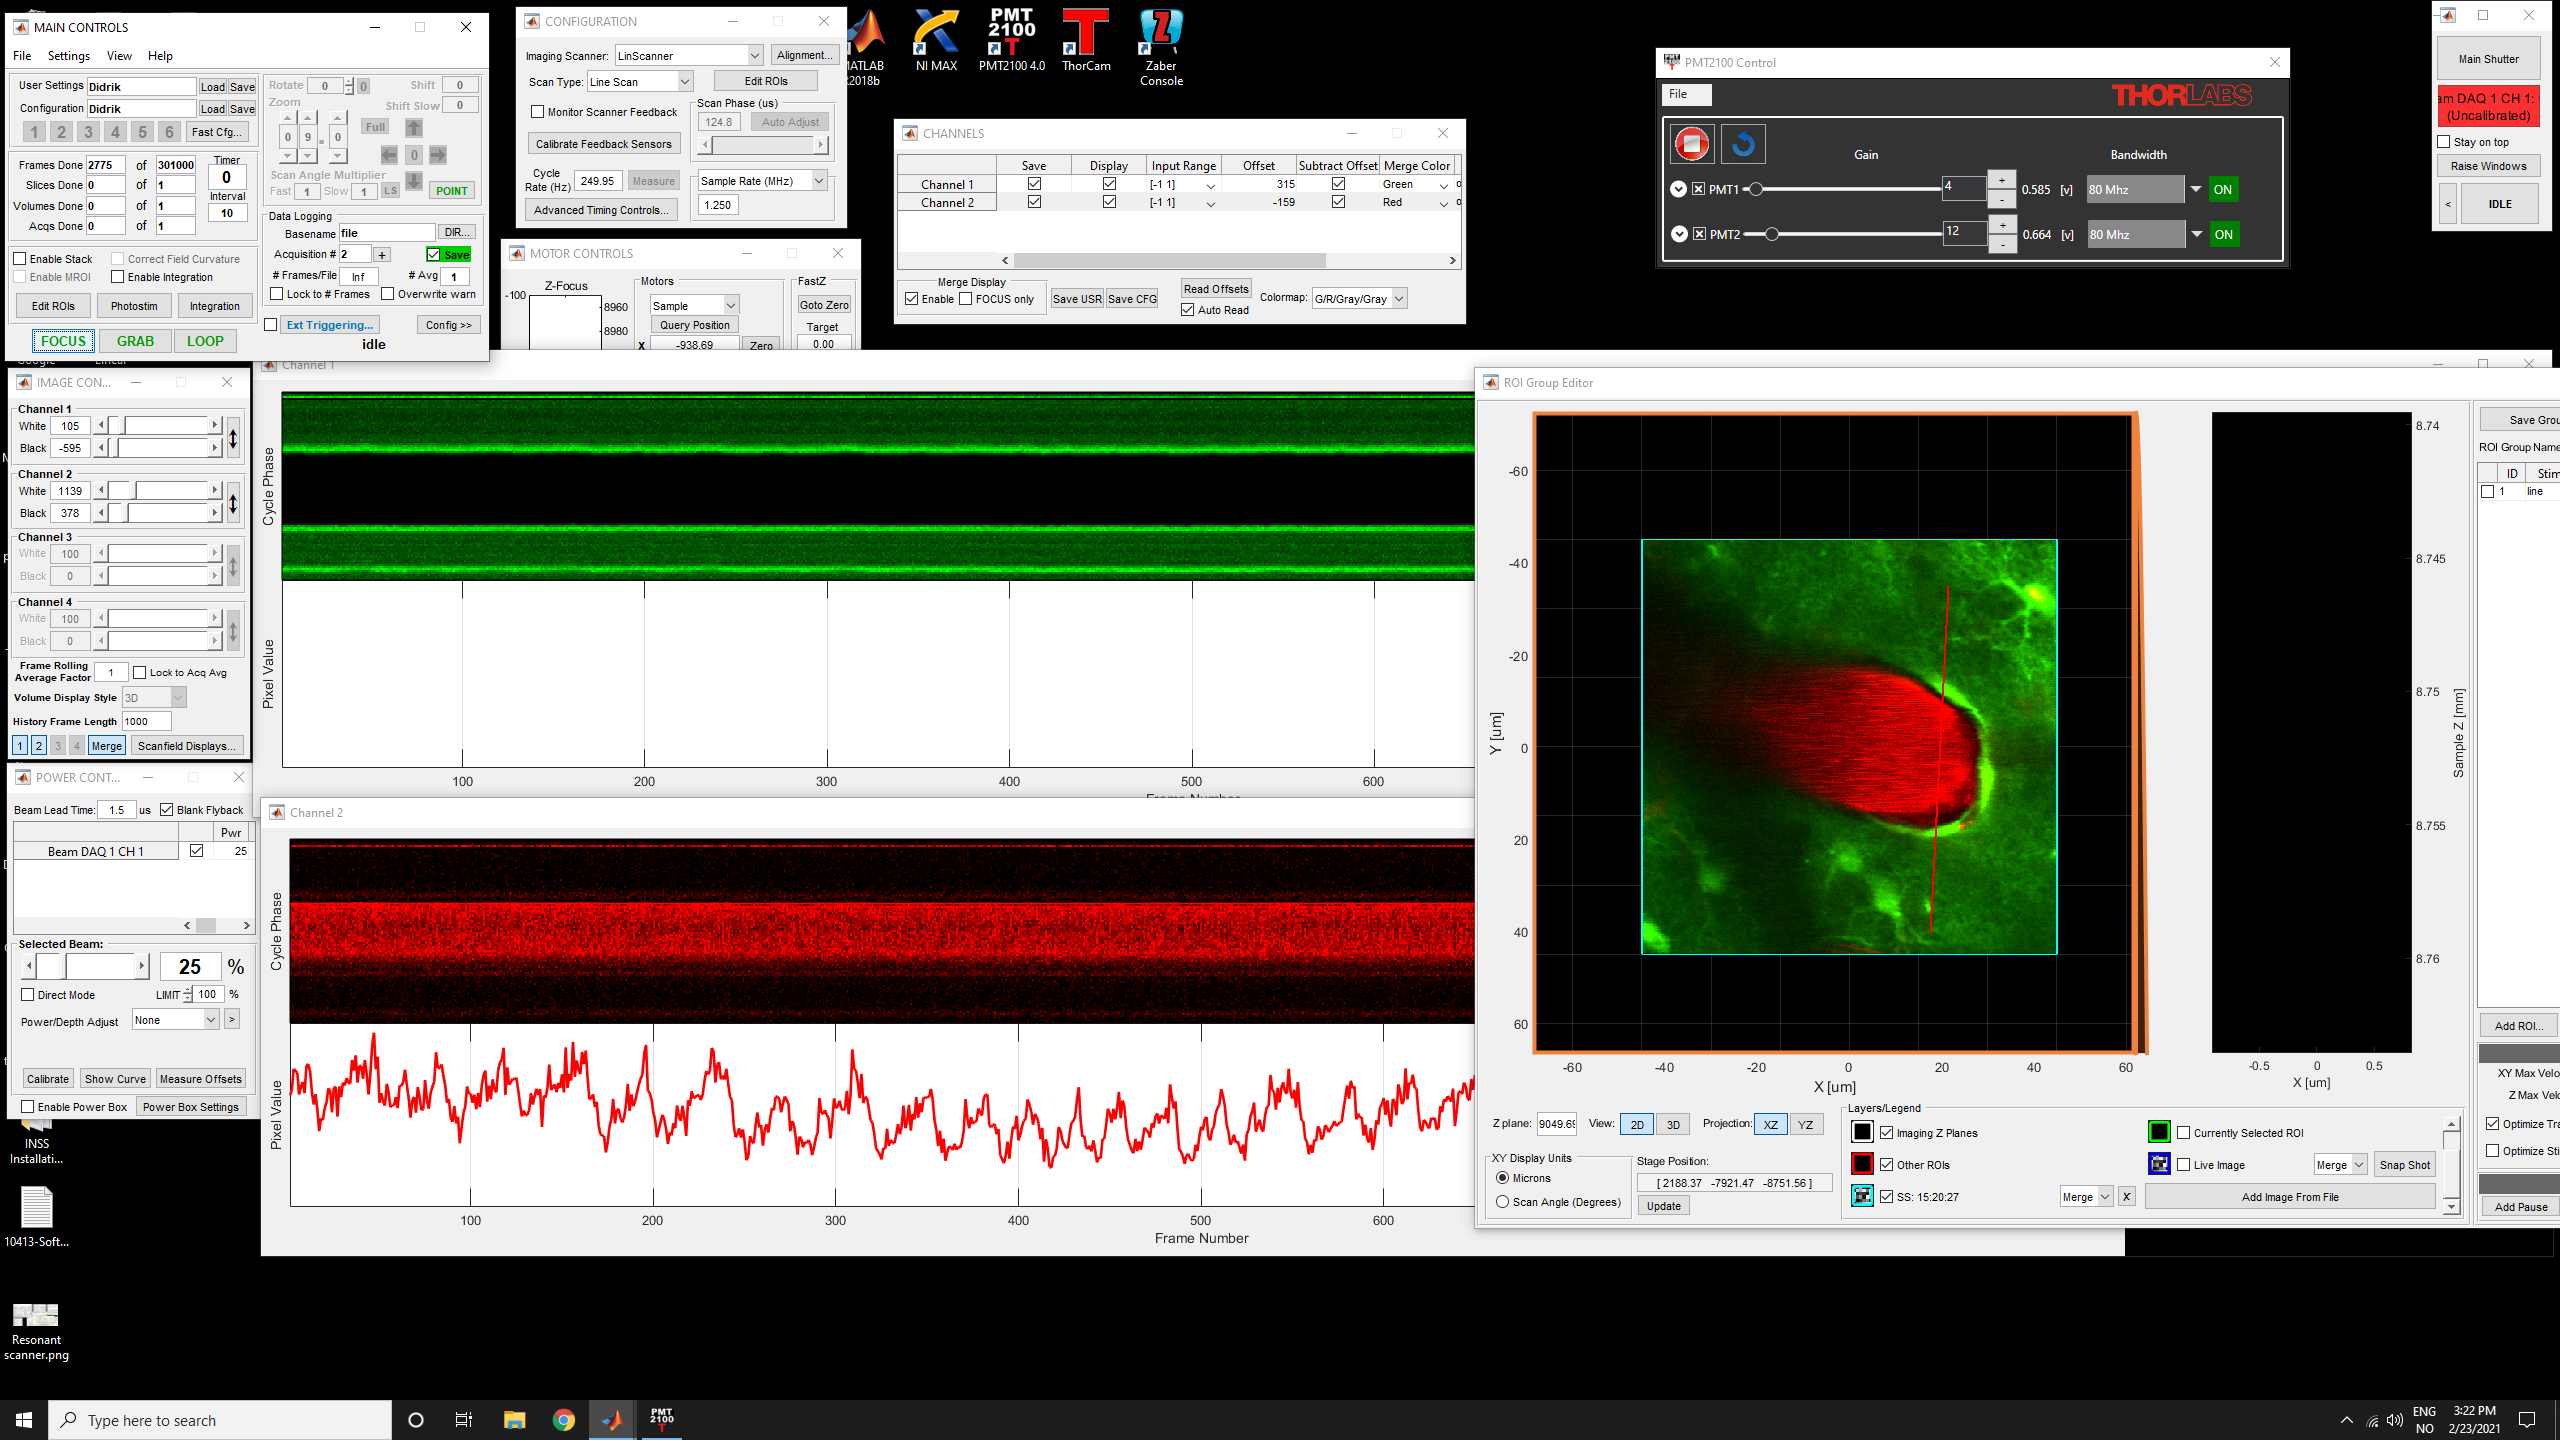 MAIN CONTROLS
File Settings View Help
User Settings Didrik Load Save
Configuration Didrik Load Save
1 2 3 4 5 6 Fast Cfg...
Frames Done 2775 of 301000
Slices Done 0 of 1
Volumes Done 0 of 1
Acqs Done 0 of 1
Timer
0
Interval
10
Enable Stack Correct Field Curvature
Enable MROI Enable Integration
Edit ROIs Photostim Integration
FOCUS GRAB LOOP
Rotate 0 0 Shift 0
Zoom Shift Slow 0
0 9 . 0 Full 0
Scan Angle Multiplier
Fast 1 Slow 1 LS POINT
Data Logging
Basename file DIR...
Acquisition # 2 + Save
# Frames/File Inf # Avg 1
Lock to # Frames Overwrite warn
Ext Triggering... Config >>
idle
CONFIGURATION
Imaging Scanner: LinScanner Alignment...
Scan Type: Line Scan Edit ROIs
Monitor Scanner Feedback
Calibrate Feedback Sensors
Scan Phase (us)
124.8 Auto Adjust
Cycle
Rate (Hz) 249.95 Measure
Sample Rate (MHz)
1.250
Advanced Timing Controls...
MOTOR CONTROLS
Z-Focus
-100
8960
8980
Motors
Sample
Query Position
X -938.69 Zero
FastZ
Goto Zero
Target
0.00
2018b
NI MAX
PMT
2100
PMT2100 4.0
ThorCam
Zaber
Console
CHANNELS
Save Display Input Range Offset Subtract Offset Merge Color
Channel 1 [-1 1] 315 Green
Channel 2 [-1 1] -159 Red
Merge Display
Enable FOCUS only Save USR Save CFG
Read Offsets
Auto Read
Colormap: G/R/Gray/Gray
PMT2100 Control
File THORLABS
Gain Bandwidth
PMT1 4 + - 0.585 [v] 80 Mhz ON
PMT2 12 + - 0.664 [v] 80 Mhz ON
Main Shutter
am DAQ 1 CH 1:
(Uncalibrated)
Stay on top
Raise Windows
< IDLE
IMAGE CON...
Channel 1
White 105
Black -595
Channel 2
White 1139
Black 378
Channel 3
White 100
Black 0
Channel 4
White 100
Black 0
Frame Rolling
Average Factor 1 Lock to Acq Avg
Volume Display Style 3D
History Frame Length 1000
1 2 3 4 Merge Scanfield Displays...
POWER CONT...
Beam Lead Time: 1.5 us Blank Flyback
Pwr
Beam DAQ 1 CH 1 25
Selected Beam:
25 %
Direct Mode LIMIT 100 %
Power/Depth Adjust None >
Calibrate Show Curve Measure Offsets
Enable Power Box Power Box Settings
Channel 1
Cycle Phase
Pixel Value
100 200 300 400 500 600
Frame Number
Channel 2
Cycle Phase
Pixel Value
100 200 300 400 500 600
Frame Number
ROI Group Editor
-60
-40
-20
0
20
40
60
Y [um]
-60 -40 -20 0 20 40 60
X [um]
8.74
8.745
8.75
8.755
8.76
Sample Z [mm]
-0.5 0 0.5
X [um]
Z plane: View: 2D 3D Projection: XZ YZ
XY Display Units
Microns
Scan Angle (Degrees)
Stage Position:
[ 2188.37 -7921.47 -8751.56 ]
Update
Layers/Legend
Imaging Z Planes
Other ROIs
SS: 15:20:27 Merge X
Currently Selected ROI
Live Image Merge Snap Shot
Add Image From File
Save Grou
ROI Group Name
ID Stim
1 line
Add ROI...
XY Max Velo
Z Max Velo
Optimize Tra
Optimize Sti
Add Pause
INSS
Installati...
10413-Soft...
Resonant
scanner.png
Type here to search
PMT
2100
ENG
NO
3:22 PM
2/23/2021